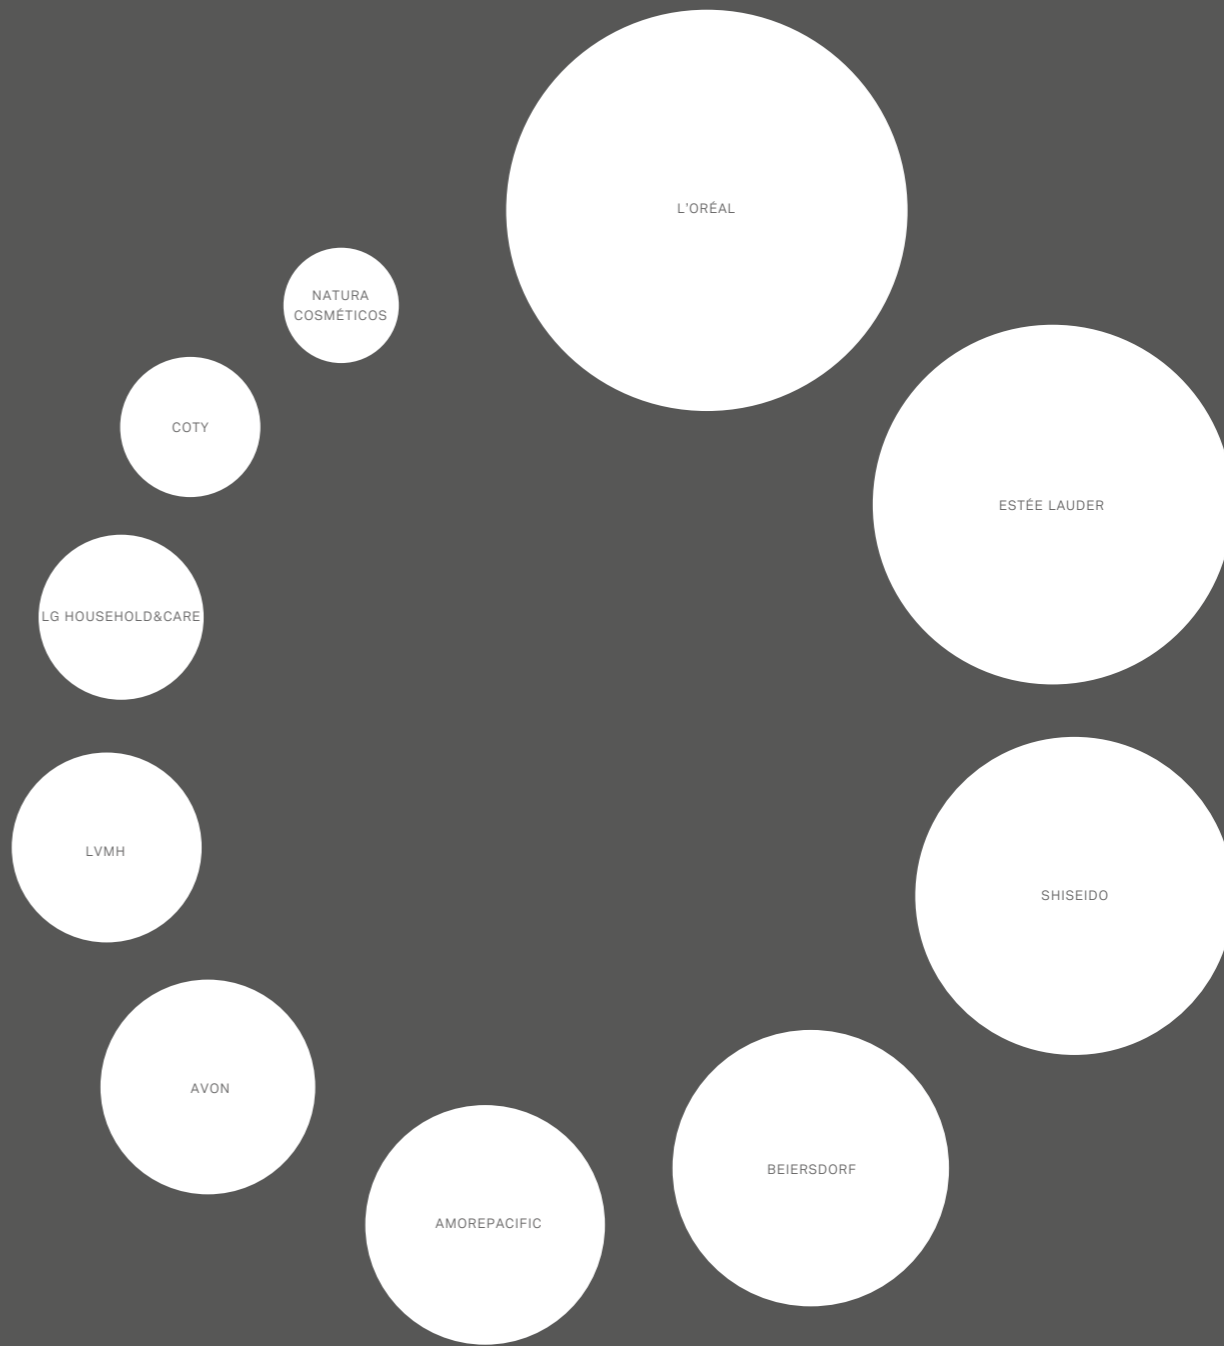 L'ORÉAL
NATURA
COSMÉTICOS
COTY
ESTÉE LAUDER
LG HOUSEHOLD&CARE
LVMH
SHISEIDO
AVON
BEIERSDORF
AMOREPACIFIC